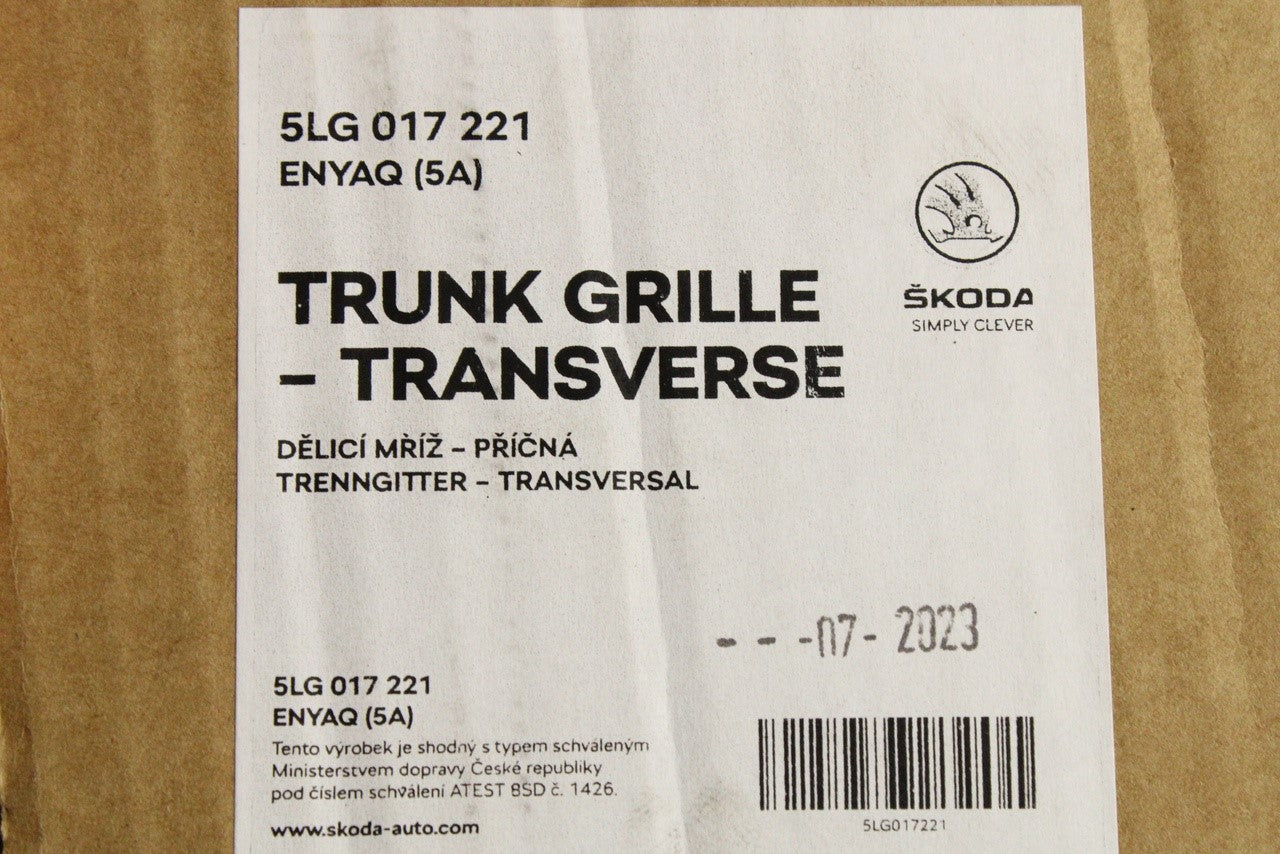 5LG 017 221
ENYAQ (5A)
ŠKODA
SIMPLY CLEVER
TRUNK GRILLE
– TRANSVERSE
DĚLICÍ MŘÍŽ – PŘÍČNÁ
TRENNGITTER – TRANSVERSAL
- - -07- 2023
5LG 017 221
ENYAQ (5A)
Tento výrobek je shodný s typem schváleným
Ministerstvem dopravy České republiky
pod číslem schválení ATEST 8SD č. 1426.
www.skoda-auto.com
5LG017221